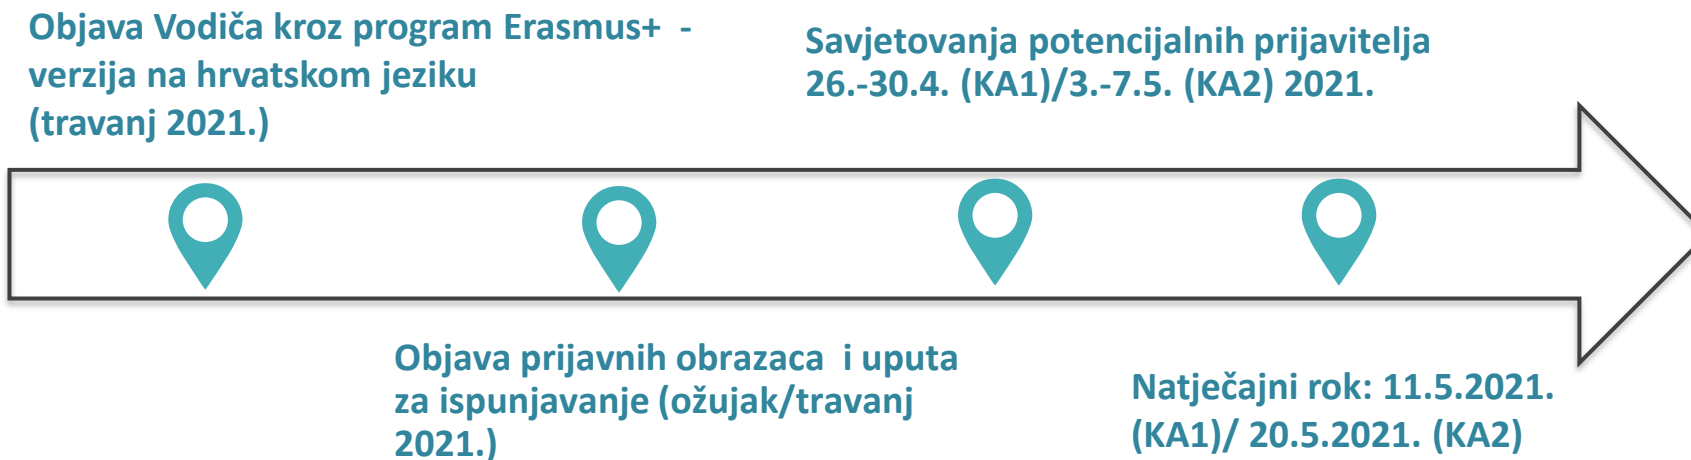 Objava Vodiča kroz program Erasmus+ -
verzija na hrvatskom jeziku
(travanj 2021.)
Savjetovanja potencijalnih prijavitelja
26.-30.4. (KA1)/3.-7.5. (KA2) 2021.
Objava prijavnih obrazaca i uputa
za ispunjavanje (ožujak/travanj
2021.)
Natječajni rok: 11.5.2021.
(KA1)/ 20.5.2021. (KA2)